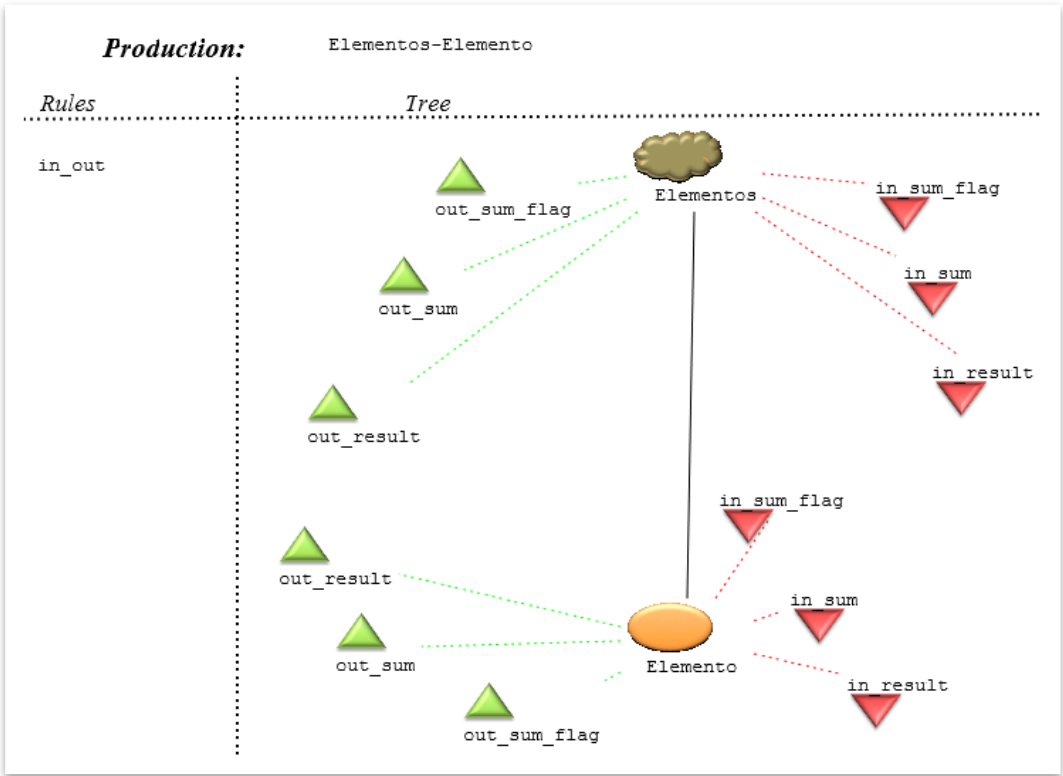 Production: Elementos-Elemento
Rules Tree
in_out
out_sum_flag
Elementos
in_sum_flag
out_sum
in_sum
out_result
in_result
in_sum_flag
out_result
in_sum
out_sum
Elemento
in_result
out_sum_flag